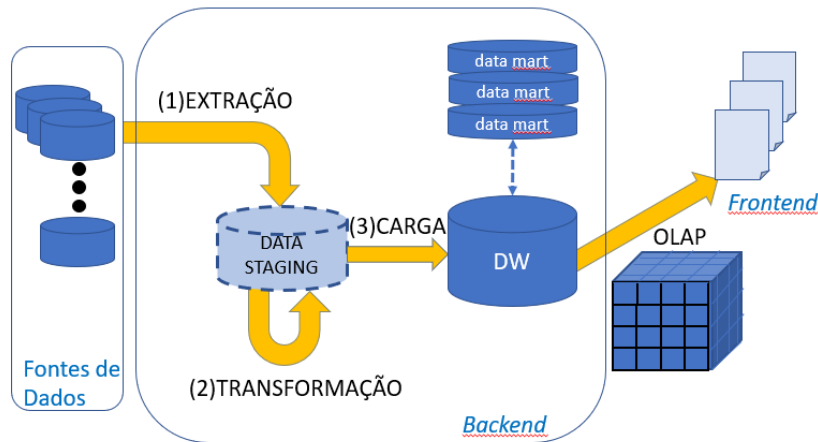 data mart
data mart
data mart
(1)EXTRAÇÃO
DATA
STAGING
(3)CARGA
DW
Frontend
OLAP
(2)TRANSFORMAÇÃO
Fontes de
Dados
Backend